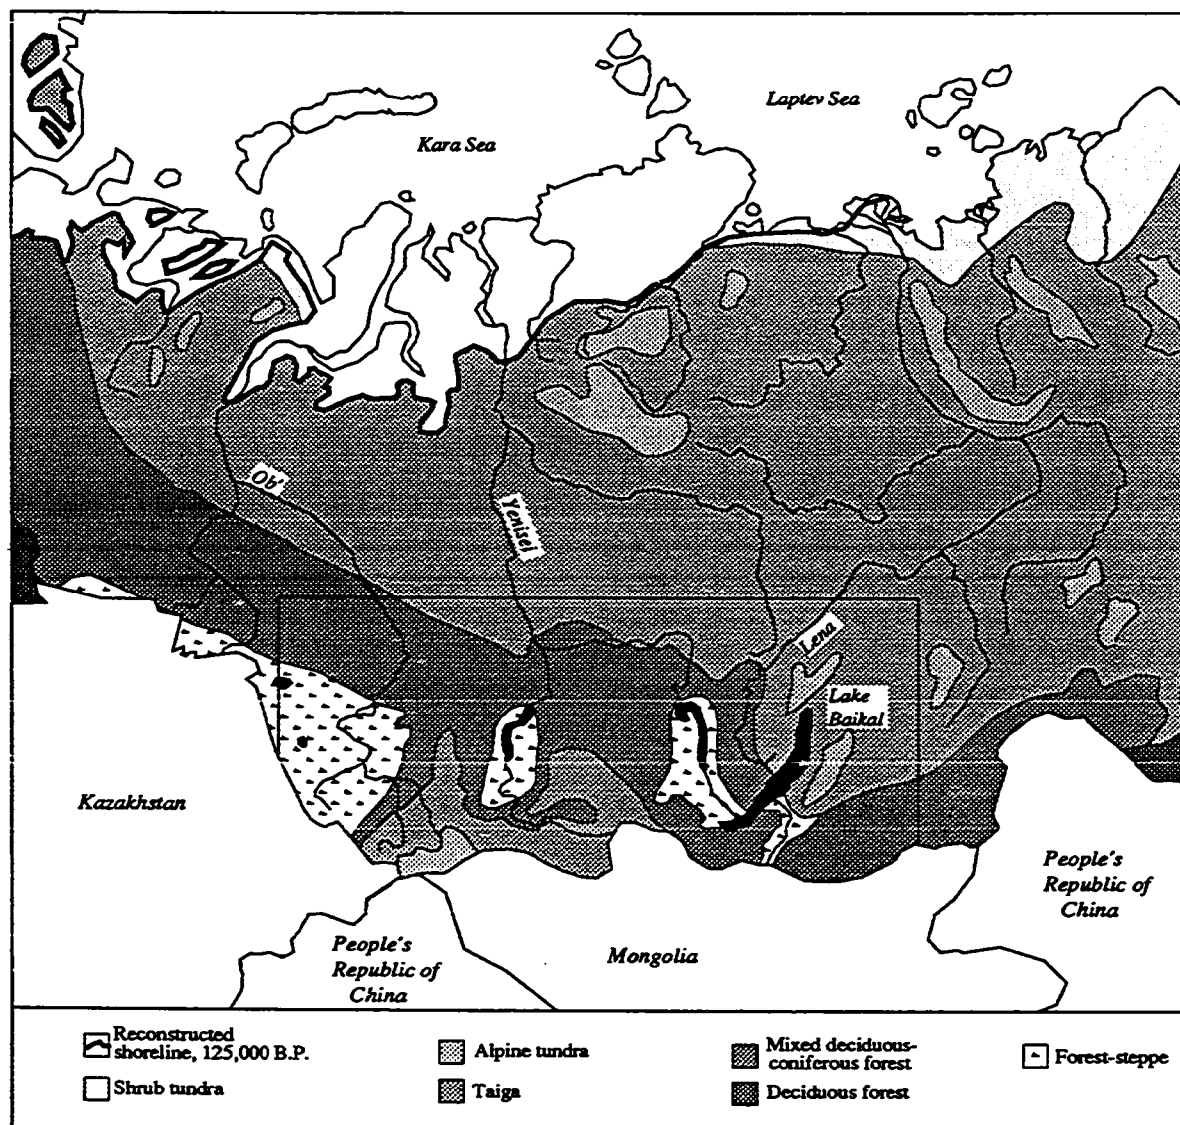 Laptev Sea
Kara Sea
Ob'
Yenisei
Lena
Lake
Baikal
Kazakhstan
People's
Republic of
China
People's
Republic of
China
Mongolia
Reconstructed
shoreline, 125,000 B.P.
Shrub tundra
Alpine tundra
Taiga
Mixed deciduous-
coniferous forest
Deciduous forest
Forest-steppe